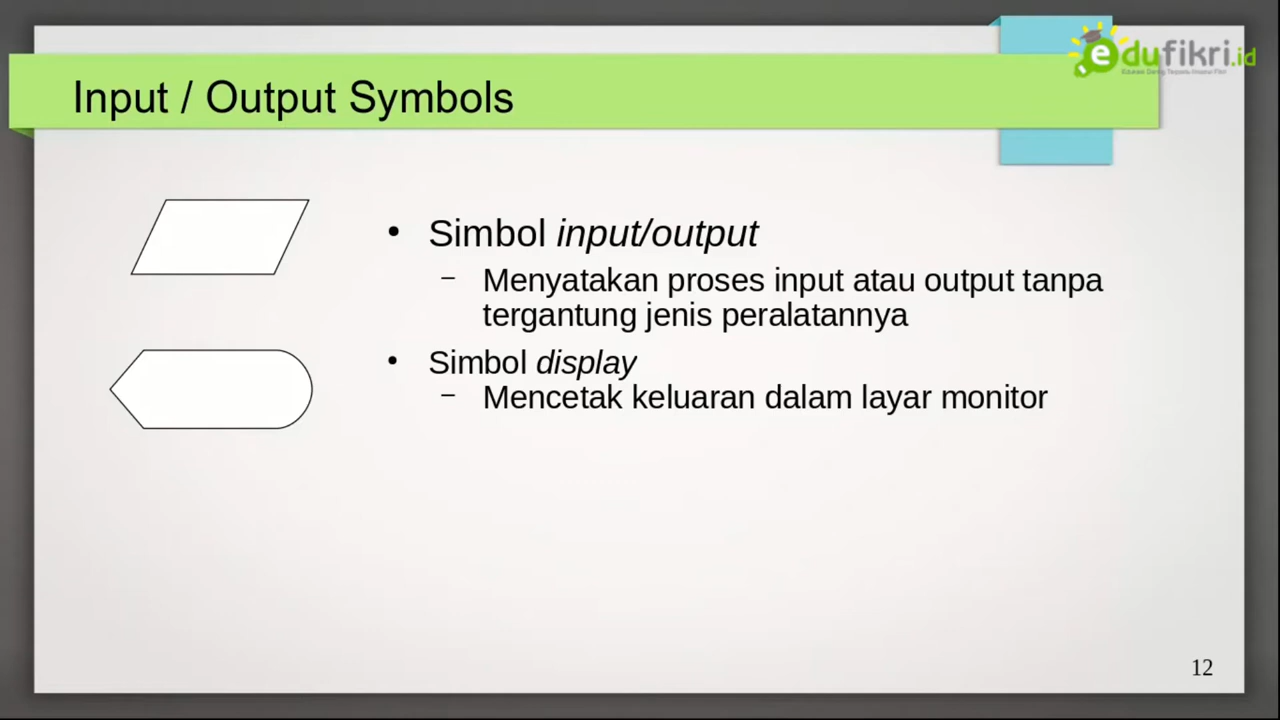 edufikri.id
Input / Output Symbols
• Simbol input/output
– Menyatakan proses input atau output tanpa
tergantung jenis peralatannya
• Simbol display
– Mencetak keluaran dalam layar monitor
12